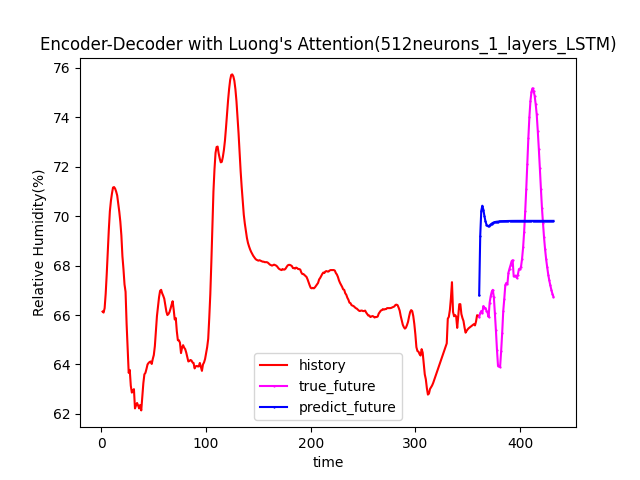 Encoder-Decoder with Luong's Attention(512neurons_1_layers_LSTM)
Relative Humidity(%)
76
74
72
70
68
66
64
62
history
true_future
predict_future
0
100
200
300
400
time